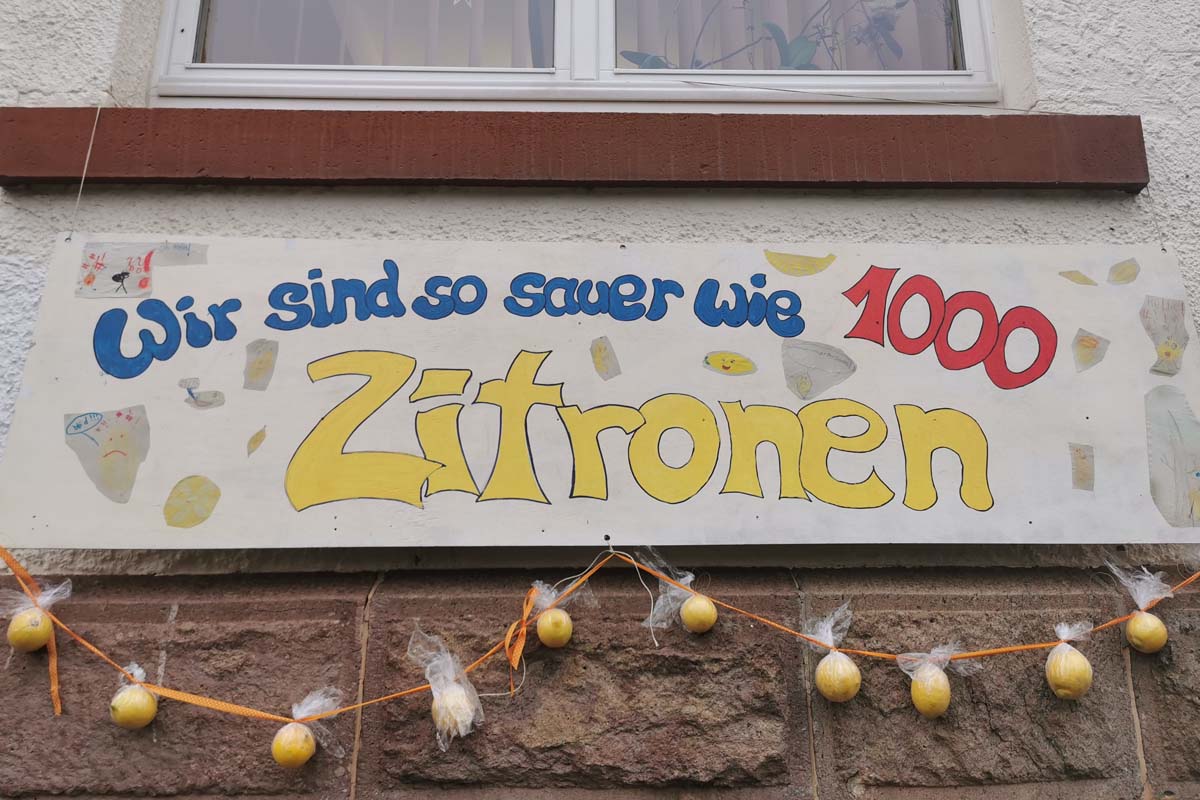 Wir sind so sauer wie 1000
Zitronen